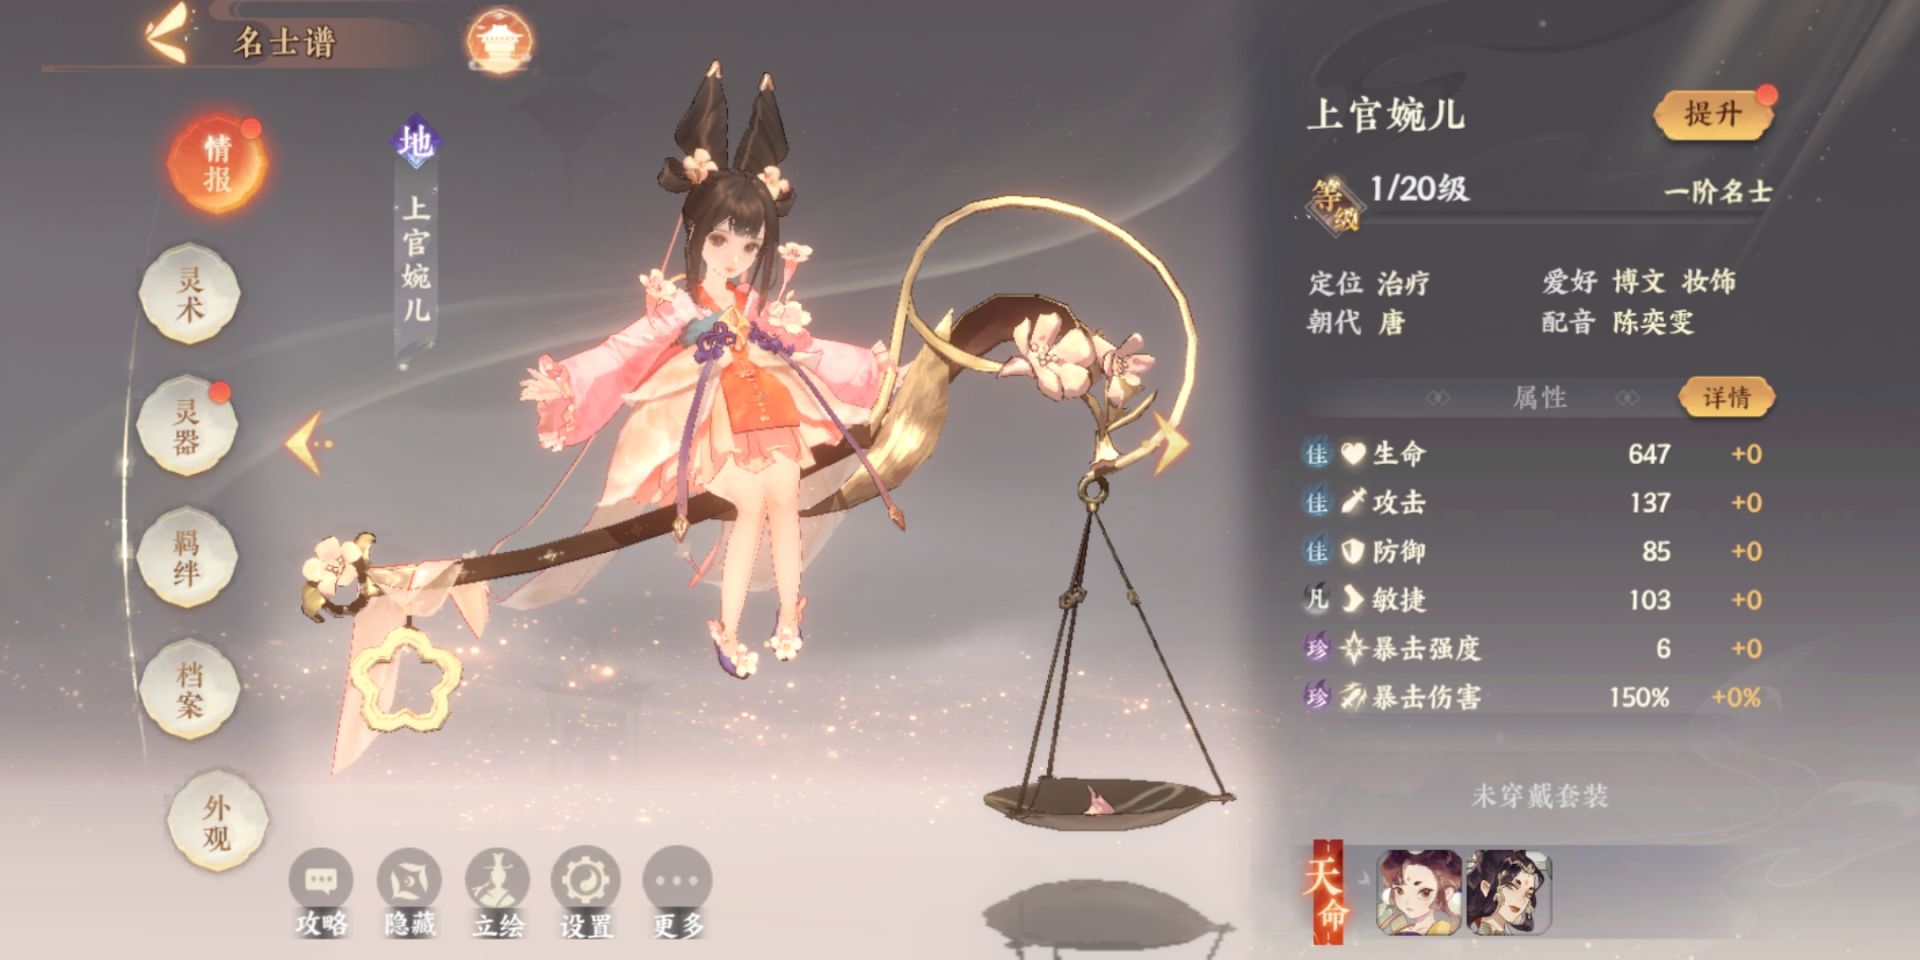 名士谱
情报
灵术
灵器
羁绊
档案
外观
地
上官婉儿
攻略
隐藏
立绘
设置
更多
上官婉儿
提升
等级 1/20级 一阶名士
定位 治疗 爱好 博文 妆饰
朝代 唐 配音 陈奕雯
属性 详情
佳 生命 647 +0
佳 攻击 137 +0
佳 防御 85 +0
凡 敏捷 103 +0
珍 暴击强度 6 +0
珍 暴击伤害 150% +0%
未穿戴套装
天命